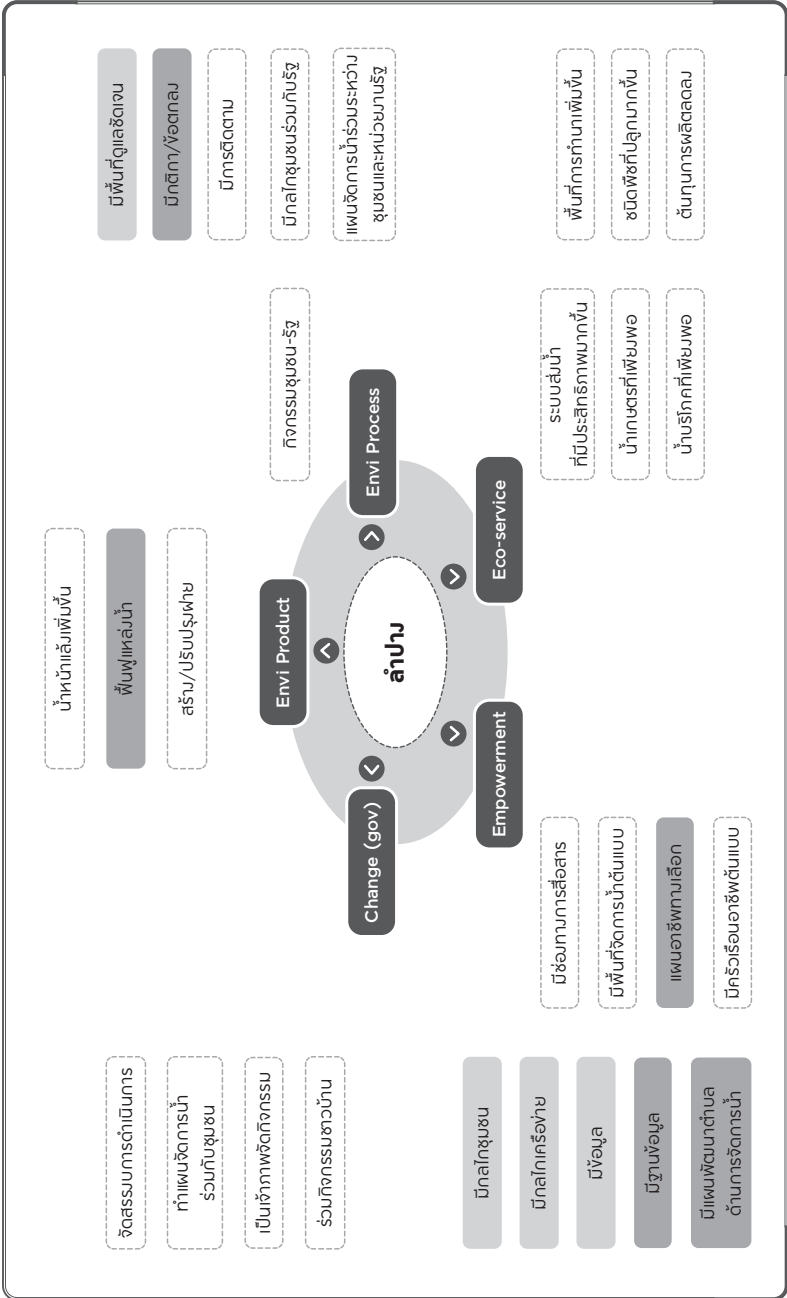 น้ำหน้าแล้งเพิ่มขึ้น
ฟื้นฟูแหล่งน้ำ
สร้าง/ปรับปรุงฝาย
มีพื้นที่ดูแลชัดเจน
มีกติกา/ข้อตกลง
มีการติดตาม
มีกลไกชุมชนร่วมกับรัฐ
แผนจัดการน้ำร่วมระหว่าง
ชุมชนและหน่วยงานรัฐ
กิจกรรมชุมชน-รัฐ
จัดสรรงบการดำเนินการ
ทำแผนจัดการน้ำ
ร่วมกับชุมชน
เป็นเจ้าภาพจัดกิจกรรม
ร่วมกิจกรรมชาวบ้าน
Envi Product
Change (gov)
Envi Process
ลำปาง
Empowerment
Eco-service
มีกลไกชุมชน
มีกลไกเครือข่าย
มีข้อมูล
มีฐานข้อมูล
มีแผนพัฒนาตำบล
ด้านการจัดการน้ำ
มีช่องทางการสื่อสาร
มีพื้นที่จัดการน้ำต้นแบบ
แผนอาชีพทางเลือก
มีครัวเรือนอาชีพต้นแบบ
ระบบส่งน้ำ
ที่มีประสิทธิภาพมากขึ้น
น้ำเกษตรที่เพียงพอ
น้ำบริโภคที่เพียงพอ
พื้นที่การทำนาเพิ่มขึ้น
ชนิดพืชที่ปลูกมากขึ้น
ต้นทุนการผลิตลดลง